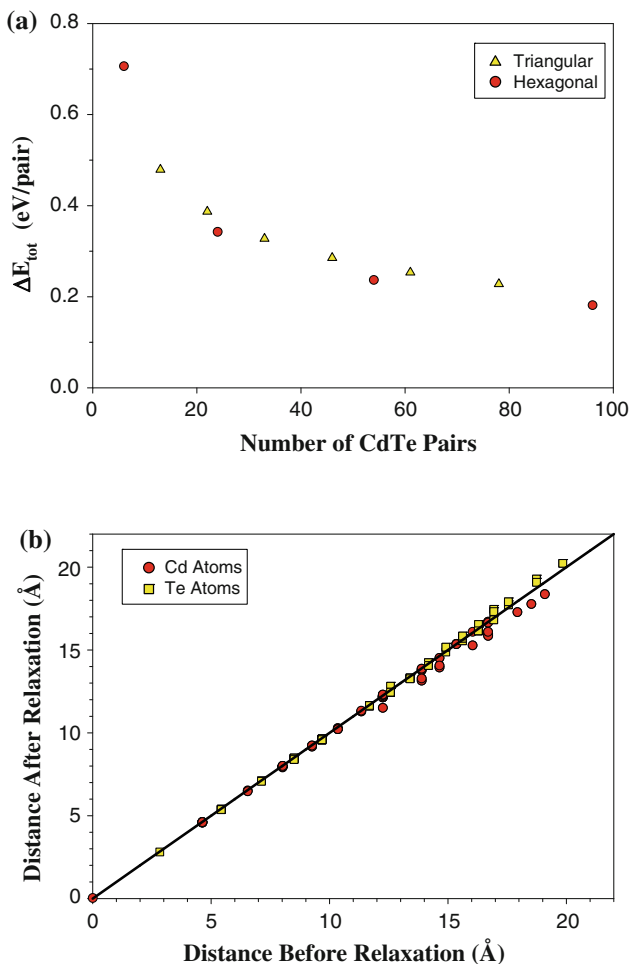 (a)
0.8
0.6
0.4
0.2
0.0
ΔE_tot (eV/pair)
Triangular
Hexagonal
0 20 40 60 80 100
Number of CdTe Pairs
(b)
20
15
10
5
0
Distance After Relaxation (Å)
Cd Atoms
Te Atoms
0 5 10 15 20
Distance Before Relaxation (Å)